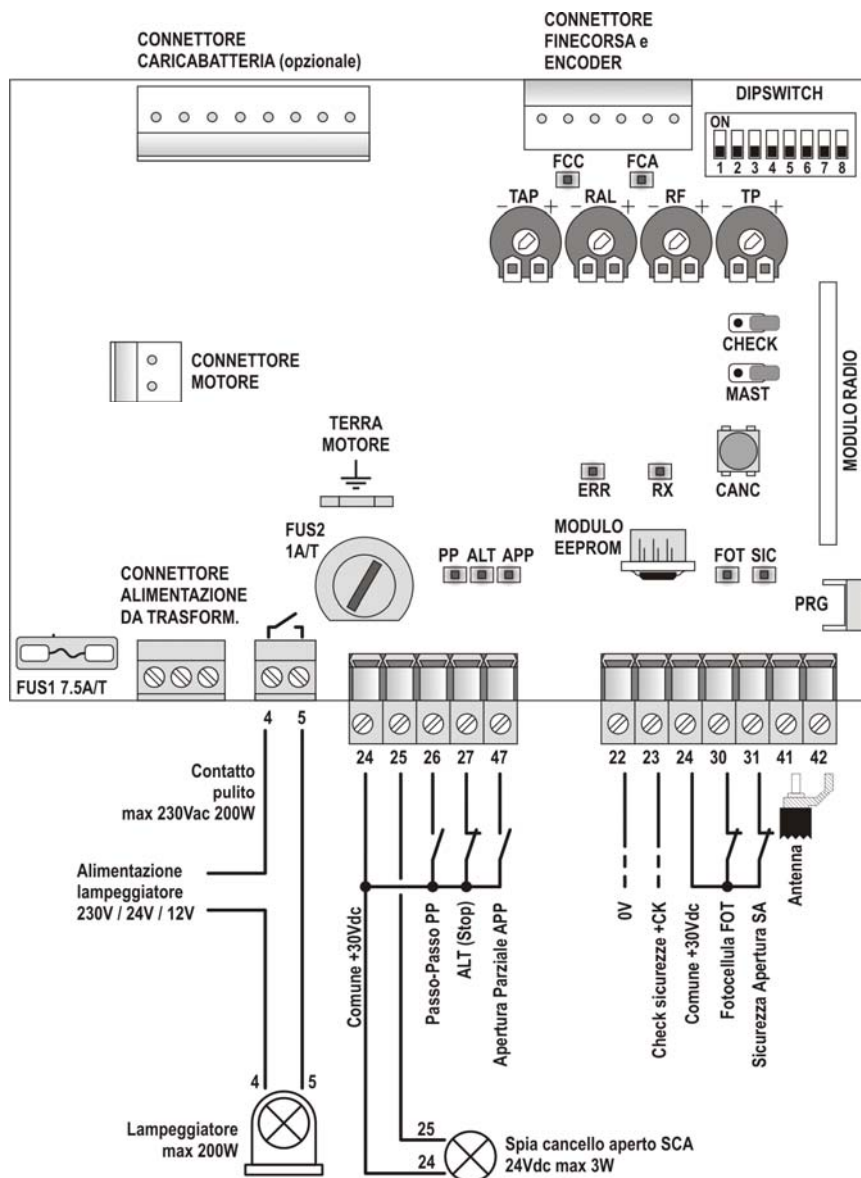 CONNETTORE
CARICABATTERIA (opzionale)
CONNETTORE
FINECORSA e
ENCODER
DIPSWITCH
ON
1 2 3 4 5 6 7 8
FCC FCA
- TAP + - RAL + - RF + - TP +
CHECK
MAST
CANC
MODULO RADIO
CONNETTORE
MOTORE
TERRA
MOTORE
FUS2
1A/T
ERR RX
MODULO
EEPROM
PP ALT APP
FOT SIC
PRG
CONNETTORE
ALIMENTAZIONE
DA TRASFORM.
FUS1 7.5A/T
4 5
24 25 26 27 47
22 23 24 30 31 41 42
Contatto
pulito
max 230Vac 200W
Alimentazione
lampeggiatore
230V / 24V / 12V
Comune +30Vdc
Passo-Passo PP
ALT (Stop)
Apertura Parziale APP
0V
Check sicurezze +CK
Comune +30Vdc
Fotocellula FOT
Sicurezza Apertura SA
Antenna
4 5
Lampeggiatore
max 200W
25
24
Spia cancello aperto SCA
24Vdc max 3W